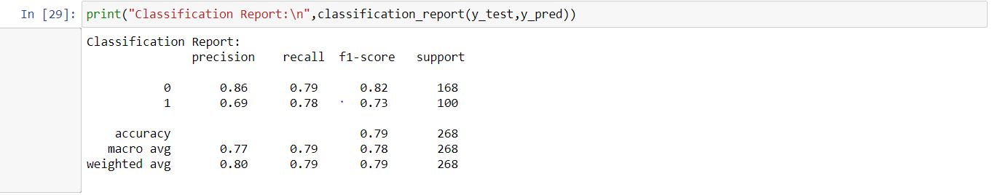 In [29]: print("Classification Report:\n",classification_report(y_test,y_pred))
Classification Report:
precision recall f1-score support
0 0.86 0.79 0.82 168
1 0.69 0.78 0.73 100
accuracy 0.79 268
macro avg 0.77 0.79 0.78 268
weighted avg 0.80 0.79 0.79 268